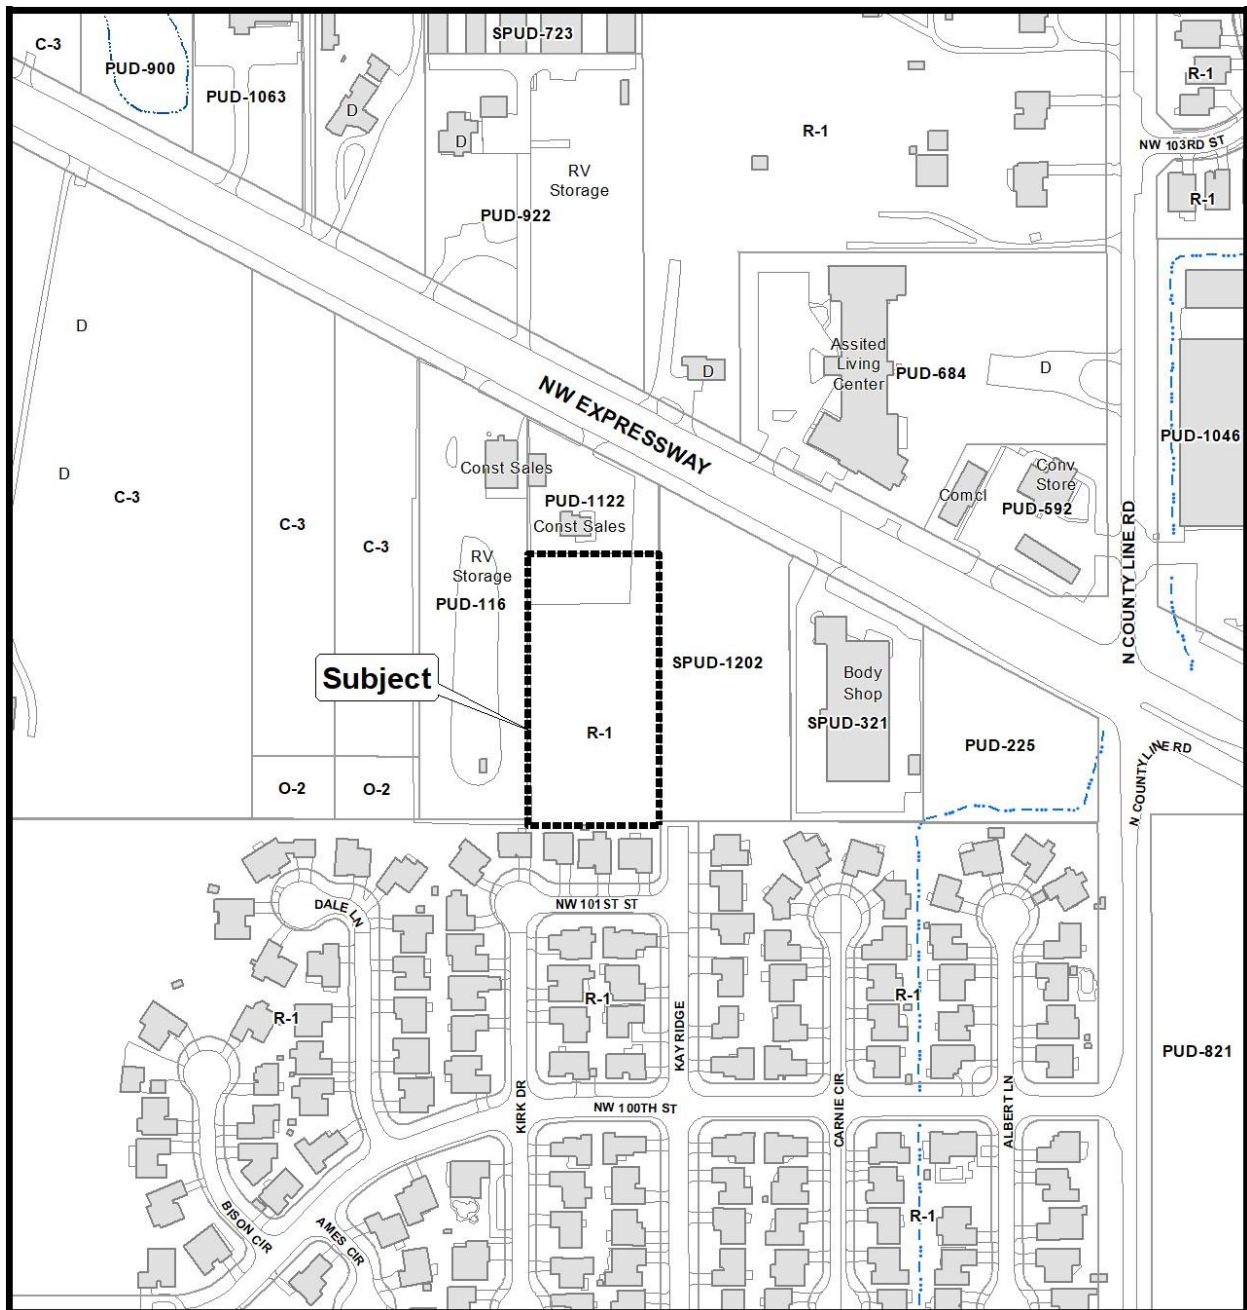 SPUD-723
C-3
PUD-900
R-1
PUD-1063
D
R-1
D
NW 103RD ST
RV
Storage
R-1
PUD-922
D
Assited
Living
Center
PUD-684
D
D
NW EXPRESSWAY
PUD-1046
Const Sales
Conv
Store
D
Comcl
C-3
PUD-1122
PUD-592
C-3
Const Sales
C-3
RV
Storage
N COUNTY LINE RD
PUD-116
SPUD-1202
Subject
Body
Shop
SPUD-321
R-1
PUD-225
N COUNTY LINE RD
O-2
O-2
DALE LN
NW 101ST ST
R-1
R-1
R-1
KAY RIDGE
PUD-821
KIRK DR
NW 100TH ST
CARNIE CIR
ALBERT LN
R-1
BISON CIR
AMES CIR